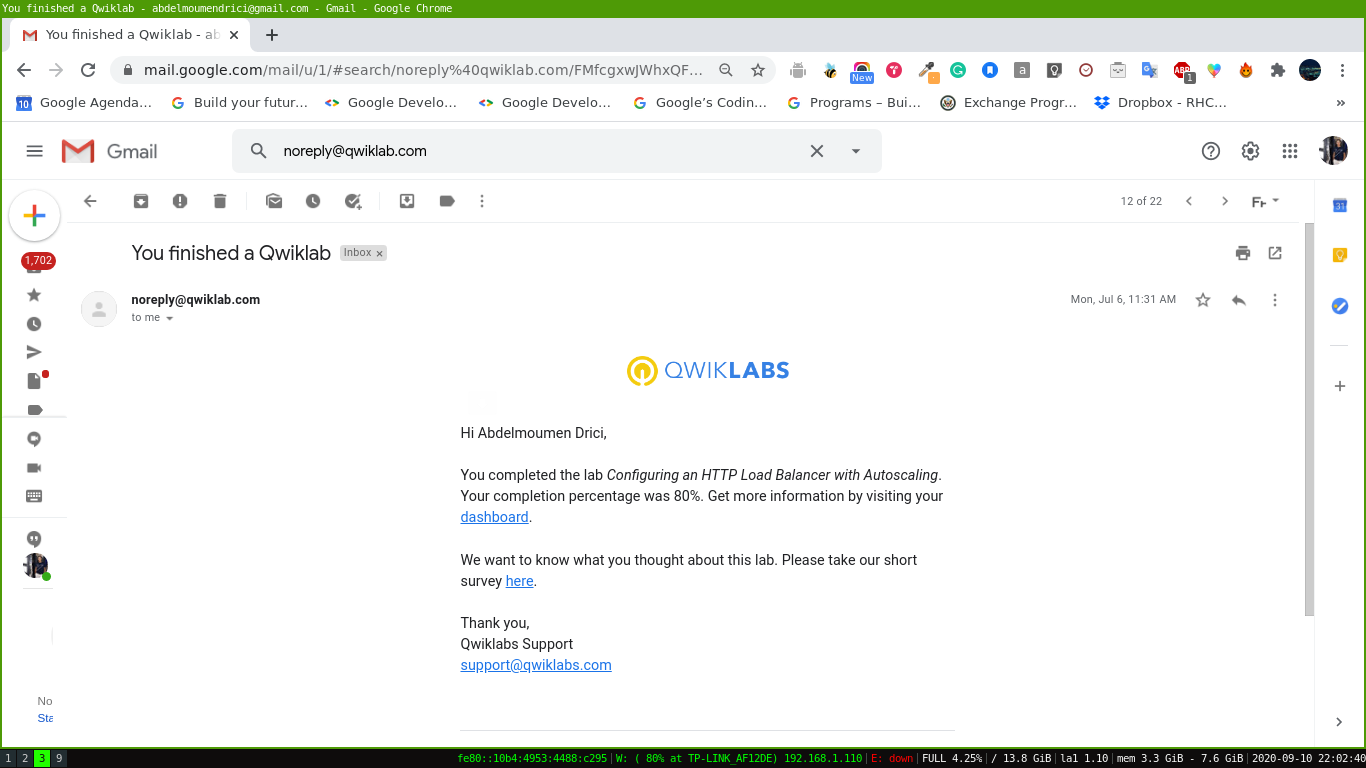 You finished a Qwiklab - abdelmoumendrici@gmail.com - Gmail - Google Chrome
You finished a Qwiklab - ab
mail.google.com/mail/u/1/#search/noreply%40qwiklab.com/FMfcgxwJWhxQF...
New
1
Google Agenda...
Build your futur...
Google Develo...
Google Develo...
Google's Codin...
Programs – Bui...
Exchange Progr...
Dropbox - RHC...
»
Gmail
noreply@qwiklab.com
12 of 22
1,702
You finished a Qwiklab
Inbox x
noreply@qwiklab.com
Mon, Jul 6, 11:31 AM
to me
QWIKLABS
Hi Abdelmoumen Drici,
You completed the lab Configuring an HTTP Load Balancer with Autoscaling.
Your completion percentage was 80%. Get more information by visiting your
dashboard.
We want to know what you thought about this lab. Please take our short
survey here.
Thank you,
Qwiklabs Support
support@qwiklabs.com
No
Sta
1 2 3 9
fe80::10b4:4953:4488:c295|W: ( 80% at TP-LINK_AF12DE) 192.168.1.110|E: down|FULL 4.25%|/ 13.8 GiB|la1 1.10|mem 3.3 GiB - 7.6 GiB|2020-09-10 22:02:40